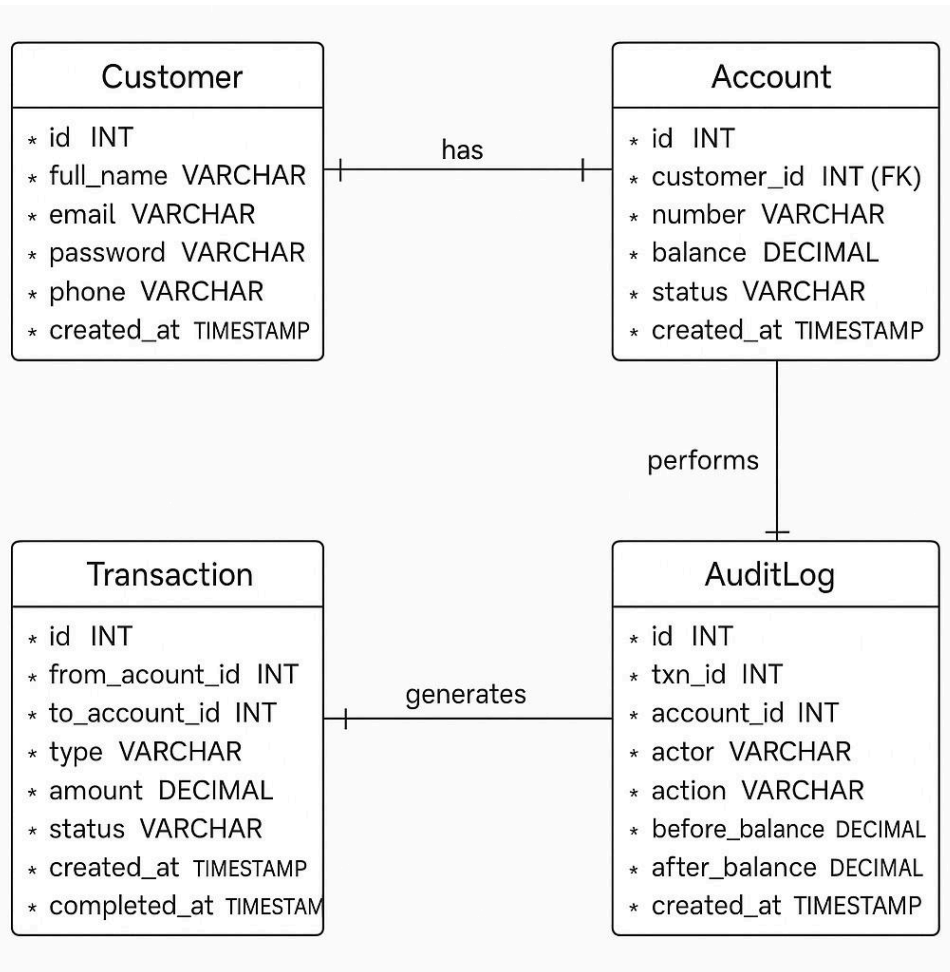 Customer
* id INT
* full_name VARCHAR
* email VARCHAR
* password VARCHAR
* phone VARCHAR
* created_at TIMESTAMP
has
Account
* id INT
* customer_id INT (FK)
* number VARCHAR
* balance DECIMAL
* status VARCHAR
* created_at TIMESTAMP
performs
Transaction
* id INT
* from_acount_id INT
* to_account_id INT
* type VARCHAR
* amount DECIMAL
* status VARCHAR
* created_at TIMESTAMP
* completed_at TIMESTAM
generates
AuditLog
* id INT
* txn_id INT
* account_id INT
* actor VARCHAR
* action VARCHAR
* before_balance DECIMAL
* after_balance DECIMAL
* created_at TIMESTAMP